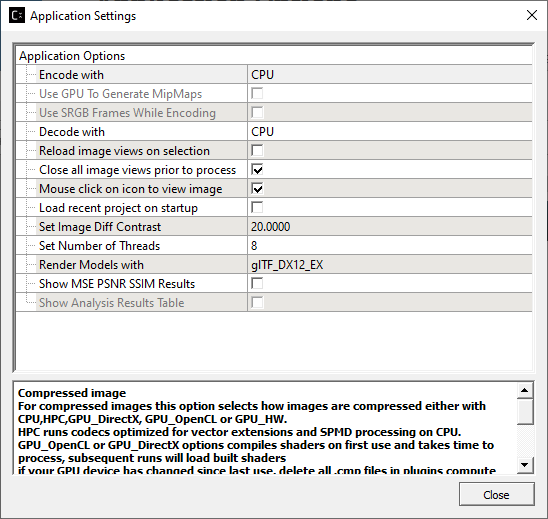 Application Settings
Application Options
Encode with CPU
Use GPU To Generate MipMaps
Use SRGB Frames While Encoding
Decode with CPU
Reload image views on selection
Close all image views prior to process
Mouse click on icon to view image
Load recent project on startup
Set Image Diff Contrast 20.0000
Set Number of Threads 8
Render Models with glTF_DX12_EX
Show MSE PSNR SSIM Results
Show Analysis Results Table
Compressed image
For compressed images this option selects how images are compressed either with
CPU,HPC,GPU_DirectX, GPU_OpenCL or GPU_HW.
HPC runs codecs optimized for vector extensions and SPMD processing on CPU.
GPU_OpenCL or GPU_DirectX options compiles shaders on first use and takes time to
process, subsequent runs will load built shaders
if your GPU device has changed since last use, delete all .cmp files in plugins compute
Close